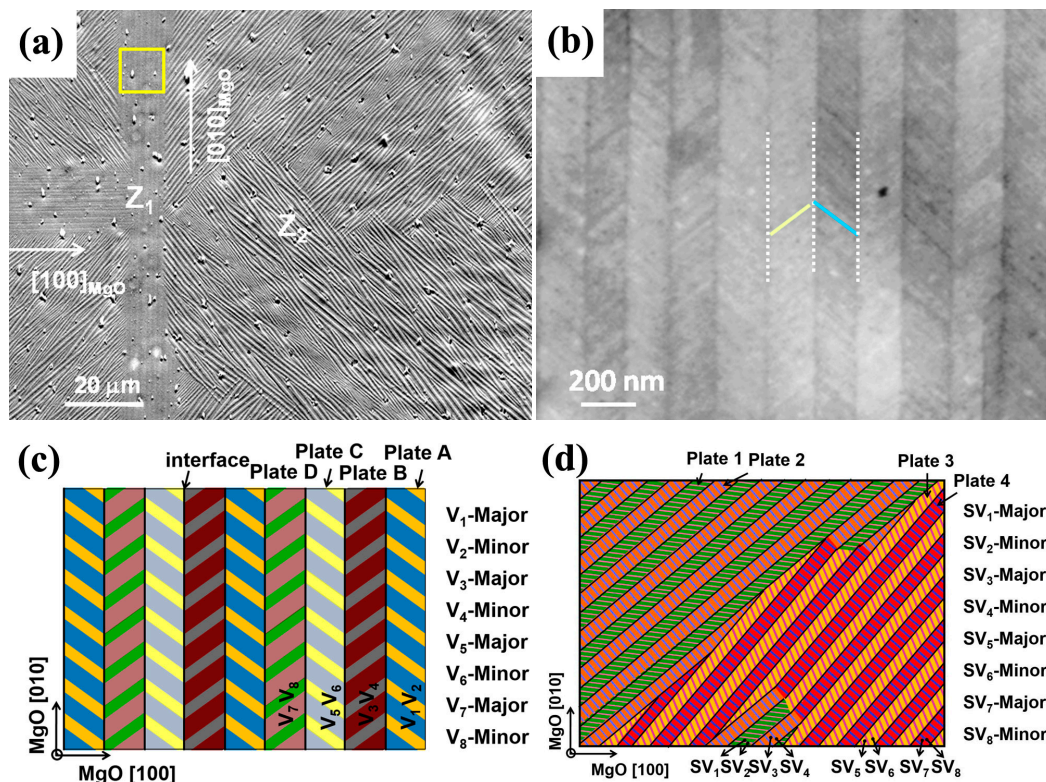 (a)
[010]MgO
Z1
Z2
[100]MgO
20 μm
(b)
200 nm
(c)
interface
Plate D
Plate C
Plate B
Plate A
V1-Major
V2-Minor
V3-Major
V4-Minor
V5-Major
V6-Minor
V7-Major
V8-Minor
V7 V8
V5 V6
V3 V4
V1 V2
MgO [010]
MgO [100]
(d)
Plate 1
Plate 2
Plate 3
Plate 4
SV1-Major
SV2-Minor
SV3-Major
SV4-Minor
SV5-Major
SV6-Minor
SV7-Major
SV8-Minor
MgO [010]
MgO [100]
SV1 SV2 SV3 SV4 SV5 SV6 SV7 SV8